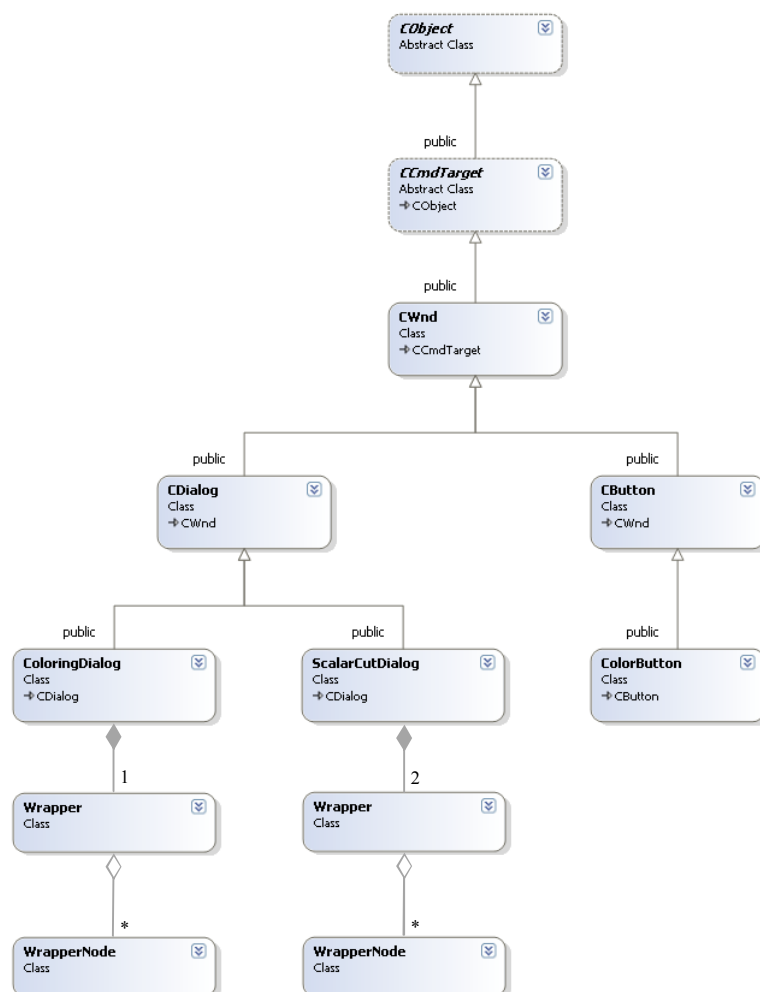 CObject
Abstract Class
public
CCmdTarget
Abstract Class
CObject
public
CWnd
Class
CCmdTarget
public
public
CDialog
Class
CWnd
CButton
Class
CWnd
public
public
public
ColoringDialog
Class
CDialog
ScalarCutDialog
Class
CDialog
ColorButton
Class
CButton
1
2
Wrapper
Class
Wrapper
Class
*
*
WrapperNode
Class
WrapperNode
Class